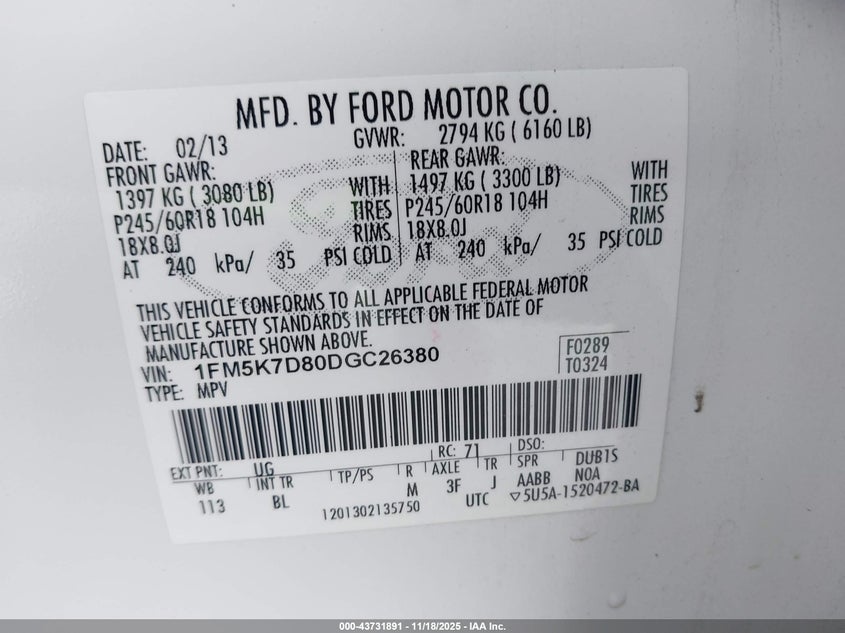 MFD. BY FORD MOTOR CO.
DATE: 02/13 GVWR: 2794 KG ( 6160 LB)
FRONT GAWR: REAR GAWR:
1397 KG ( 3080 LB) WITH 1497 KG ( 3300 LB) WITH
P245/60R18 104H TIRES P245/60R18 104H TIRES
18X8.0J RIMS 18X8.0J RIMS
AT 240 kPa/ 35 PSI COLD AT 240 kPa/ 35 PSI COLD
THIS VEHICLE CONFORMS TO ALL APPLICABLE FEDERAL MOTOR
VEHICLE SAFETY STANDARDS IN EFFECT ON THE DATE OF
MANUFACTURE SHOWN ABOVE.
VIN: 1FM5K7D80DGC26380 F0289
TYPE: MPV T0324
EXT PNT: UG RC: 71 DSO:
WB INT TR TP/PS R AXLE TR SPR DUB1S
113 BL M 3F J AABB NOA
1201302135750 UTC ▽5U5A-1520472-BA
000-43731891 — 11/18/2025 — IAA Inc.